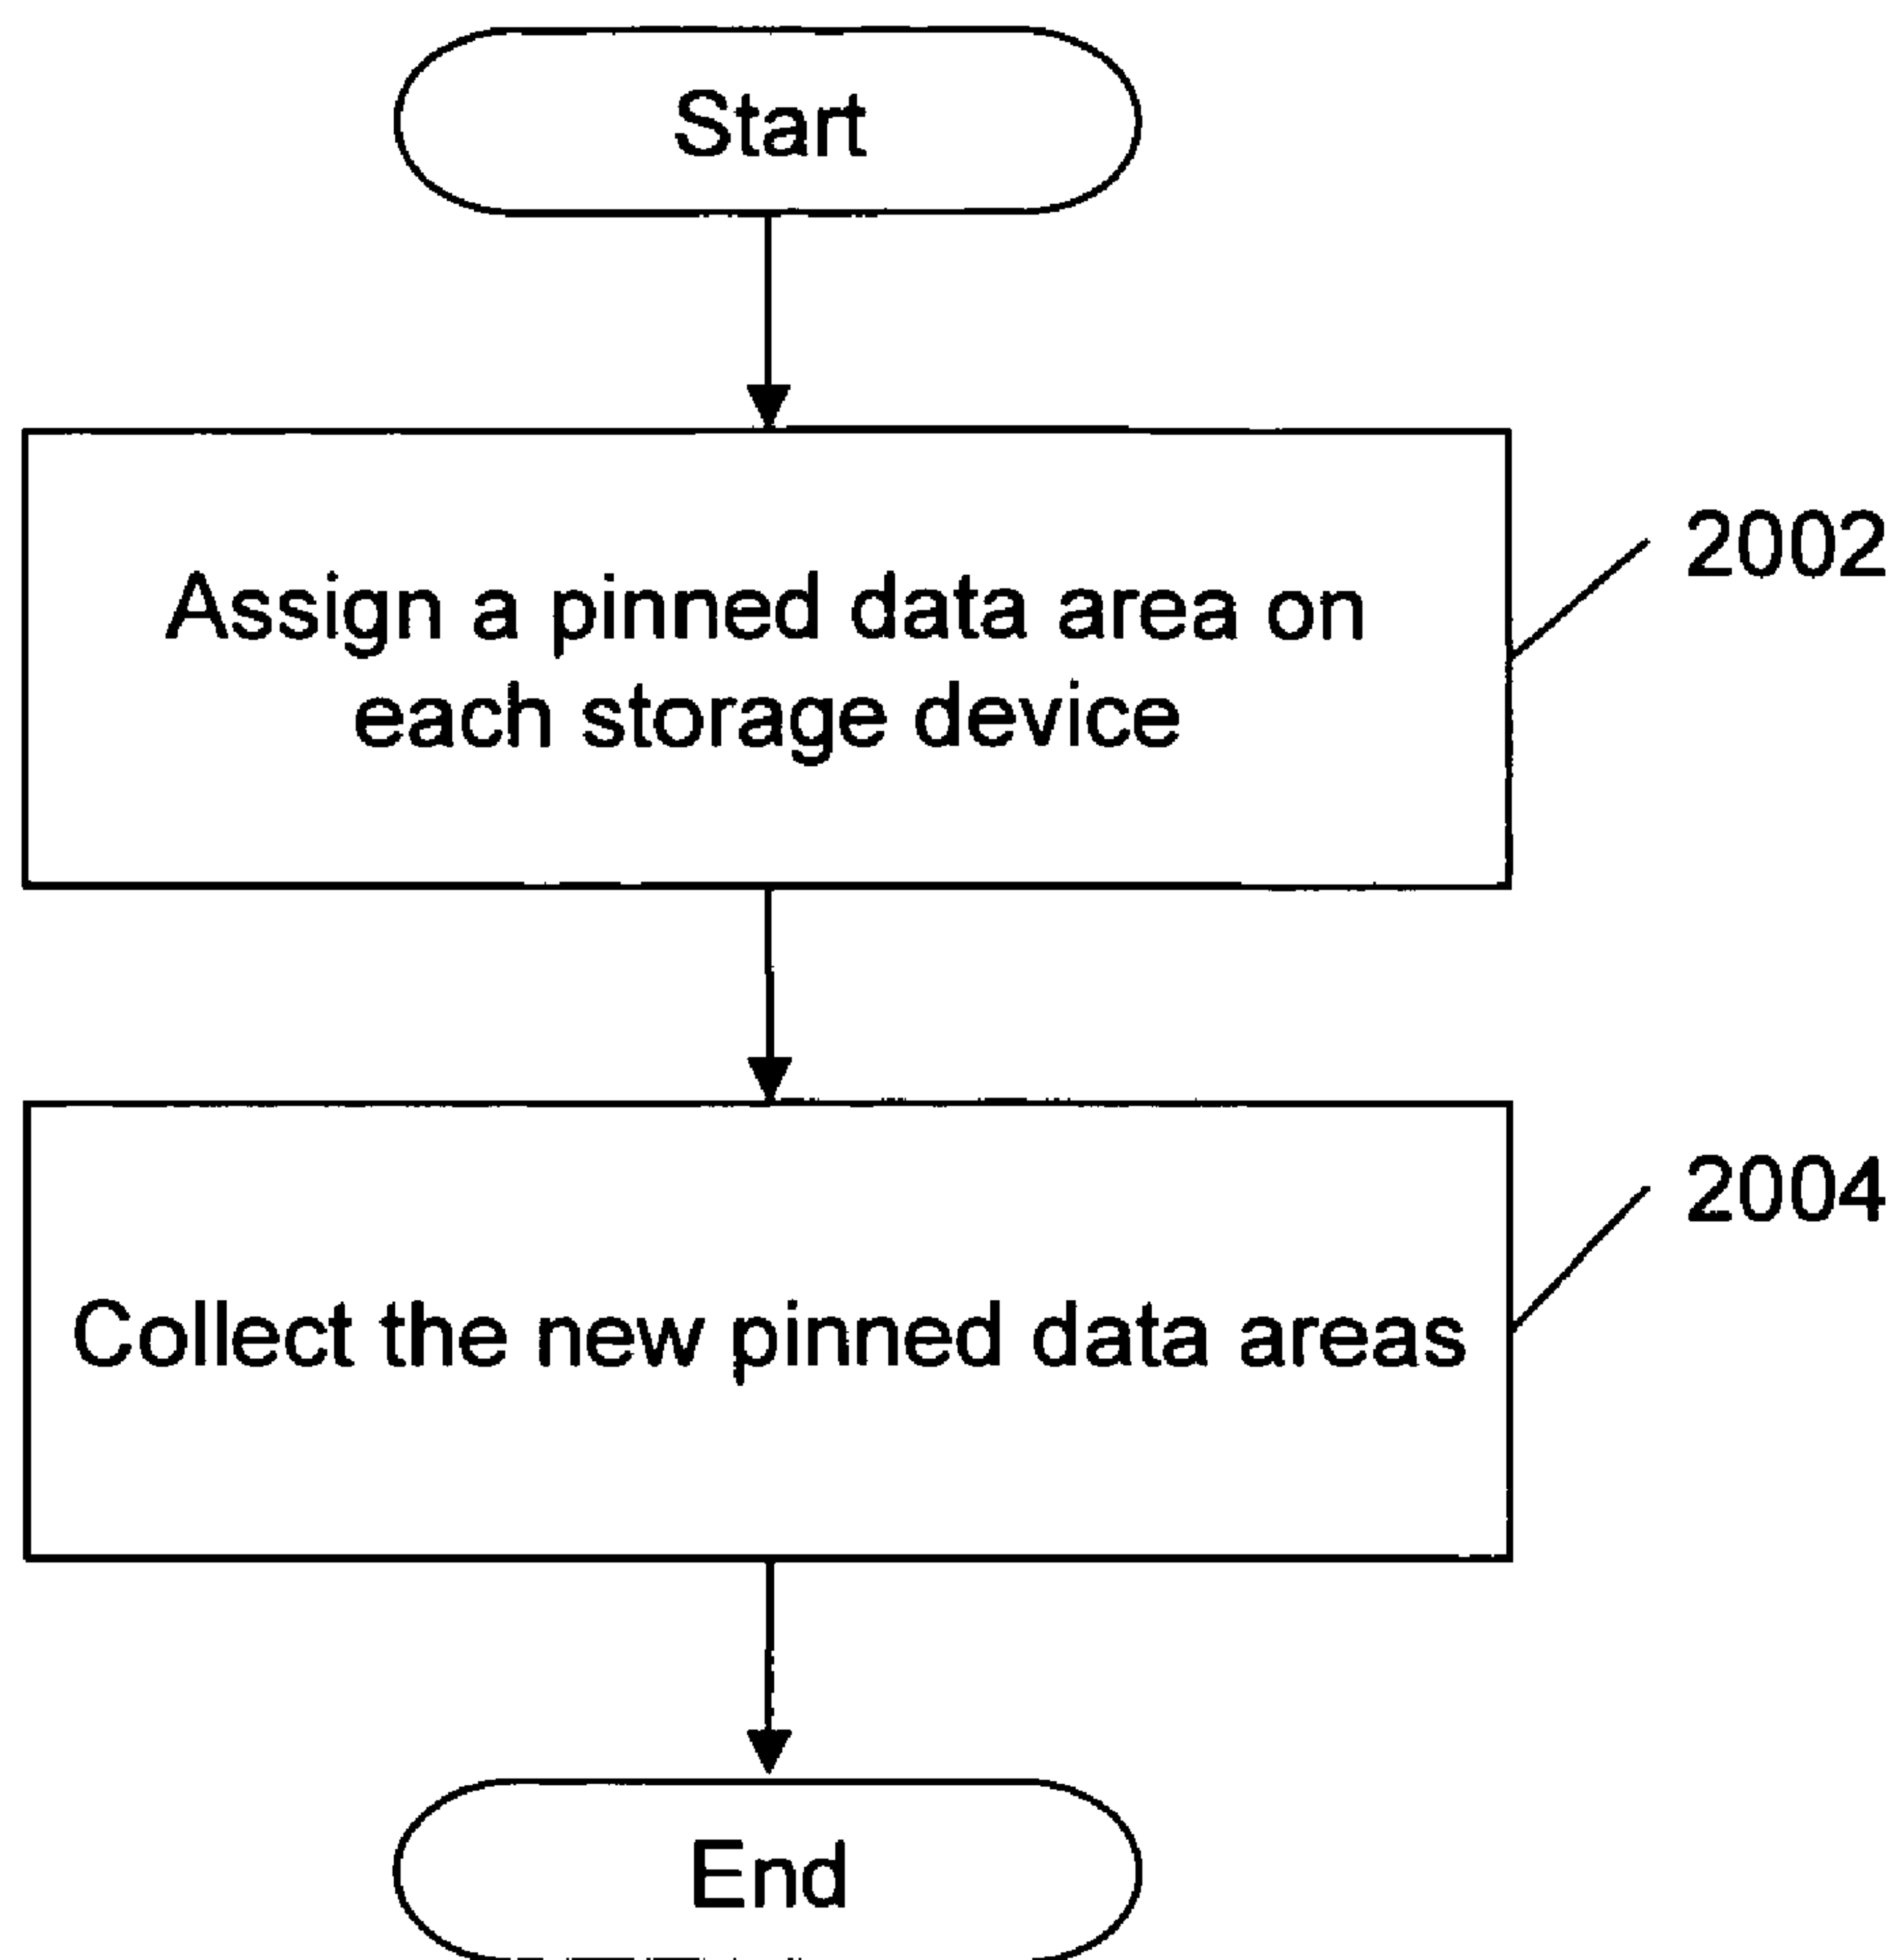 Start
Assign a pinned data area on
each storage device
2002
Collect the new pinned data areas
2004
End